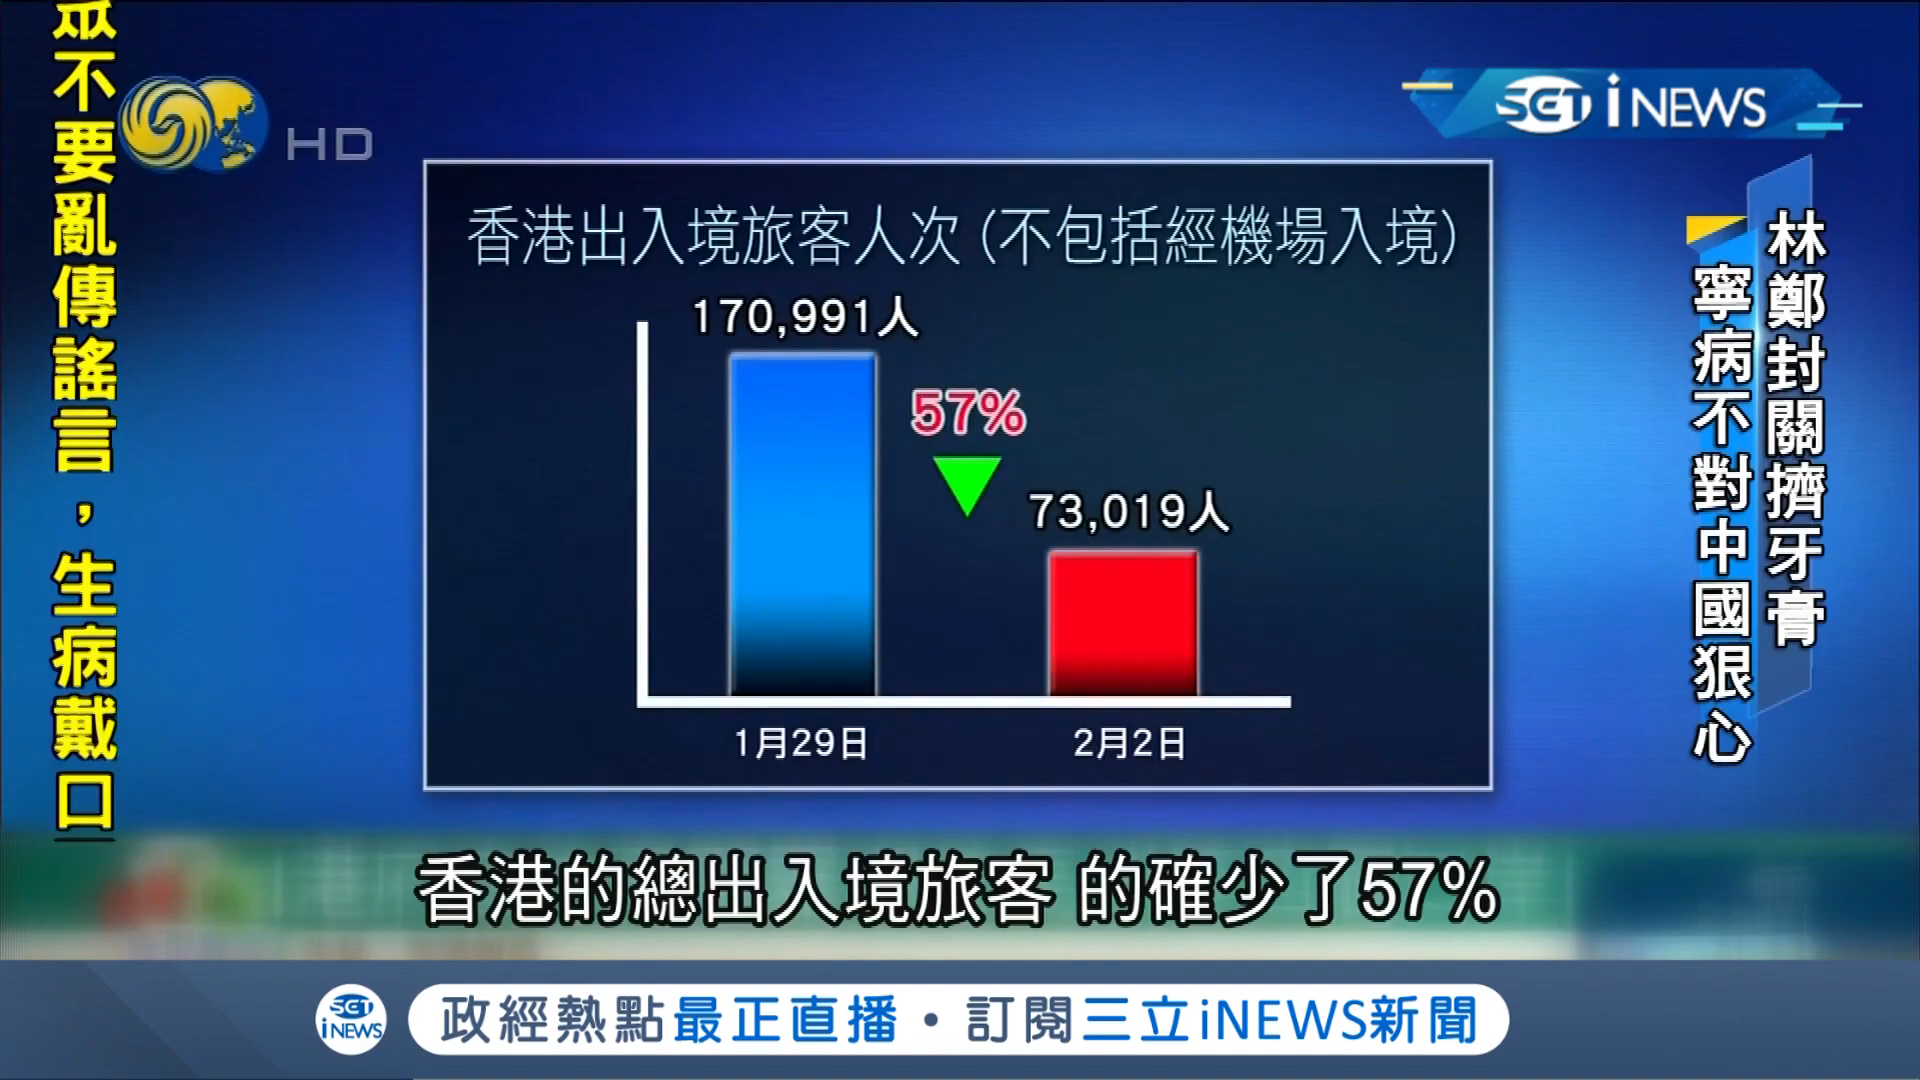 眾不要亂傳謠言，生病戴口
HD
SET iNEWS
香港出入境旅客人次(不包括經機場入境)
170,991人
57%
73,019人
1月29日
2月2日
林鄭封關擠牙膏
寧病不對中國狠心
香港的總出入境旅客 的確少了57%
SET iNEWS
政經熱點最正直播・訂閱三立iNEWS新聞